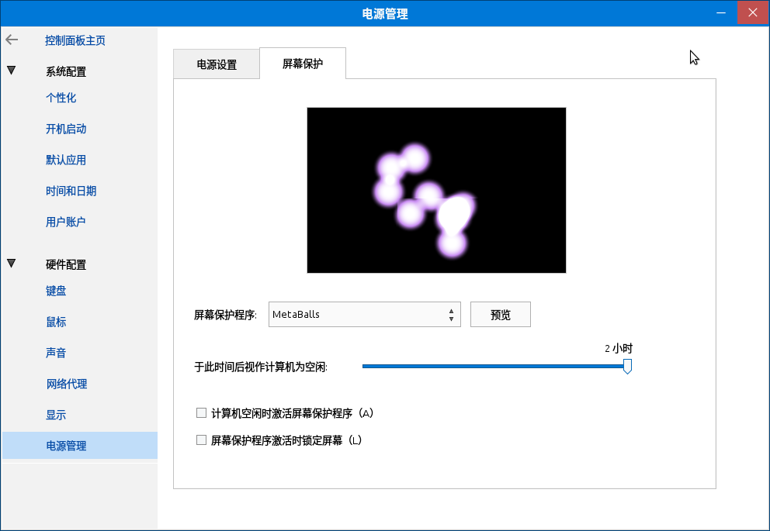 电源管理
控制面板主页
系统配置
个性化
开机启动
默认应用
时间和日期
用户账户
硬件配置
键盘
鼠标
声音
网络代理
显示
电源管理
电源设置
屏幕保护
屏幕保护程序:
MetaBalls
预览
2 小时
于此时间后视作计算机为空闲:
计算机空闲时激活屏幕保护程序（A）
屏幕保护程序激活时锁定屏幕（L）